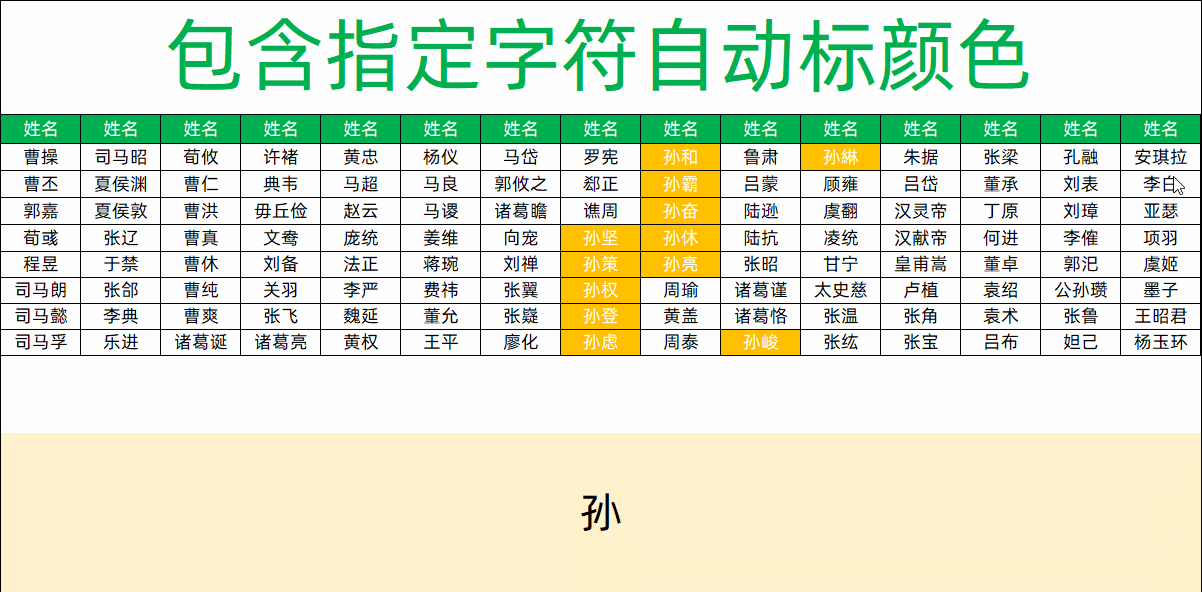 包含指定字符自动标颜色
姓名 姓名 姓名 姓名 姓名 姓名 姓名 姓名 姓名 姓名 姓名 姓名 姓名 姓名 姓名
曹操 司马昭 荀攸 许褚 黄忠 杨仪 马岱 罗宪 孙和 鲁肃 孙綝 朱据 张梁 孔融 安琪拉
曹丕 夏侯渊 曹仁 典韦 马超 马良 郭攸之 郄正 孙霸 吕蒙 顾雍 吕岱 董承 刘表 李白
郭嘉 夏侯敦 曹洪 毋丘俭 赵云 马谡 诸葛瞻 谯周 孙奋 陆逊 虞翻 汉灵帝 丁原 刘璋 亚瑟
荀彧 张辽 曹真 文鸯 庞统 姜维 向宠 孙坚 孙休 陆抗 凌统 汉献帝 何进 李傕 项羽
程昱 于禁 曹休 刘备 法正 蒋琬 刘禅 孙策 孙亮 张昭 甘宁 皇甫嵩 董卓 郭汜 虞姬
司马朗 张郃 曹纯 关羽 李严 费祎 张翼 孙权 周瑜 诸葛谨 太史慈 卢植 袁绍 公孙瓒 墨子
司马懿 李典 曹爽 张飞 魏延 董允 张嶷 孙登 黄盖 诸葛恪 张温 张角 袁术 张鲁 王昭君
司马孚 乐进 诸葛诞 诸葛亮 黄权 王平 廖化 孙虑 周泰 孙峻 张纮 张宝 吕布 妲己 杨玉环
孙